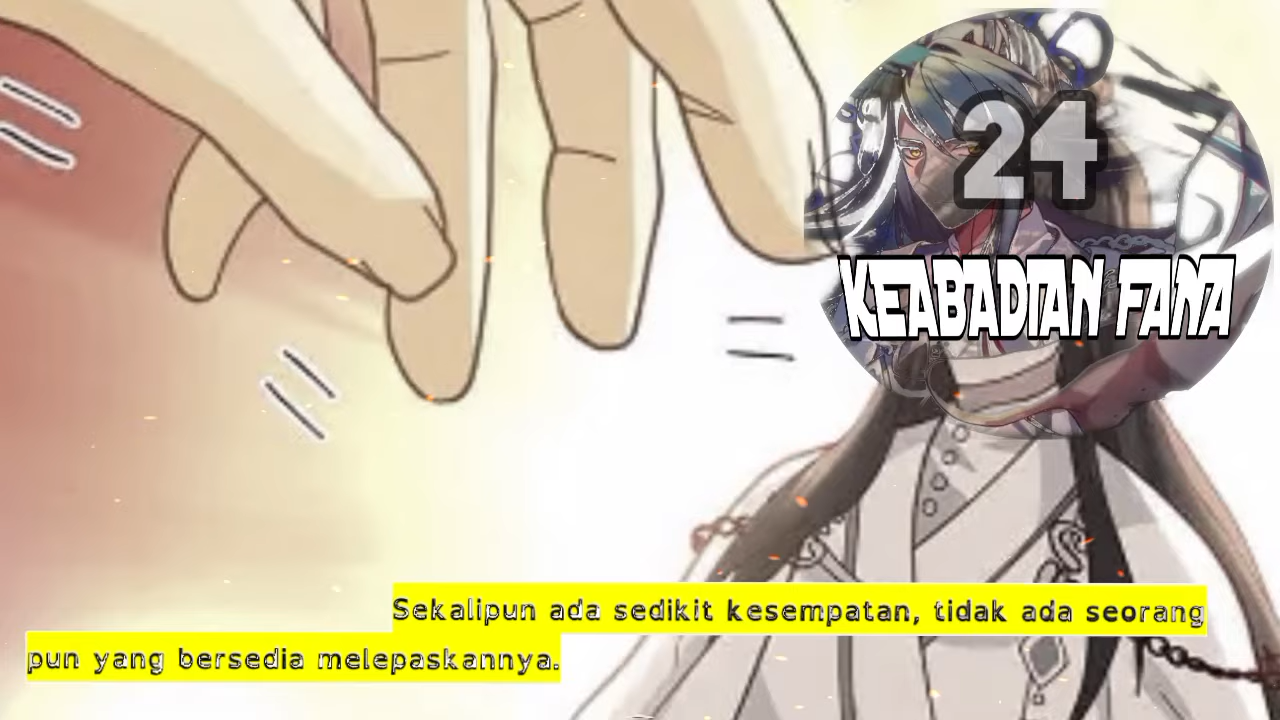 24
KEABADIAN FANA
Sekalipun ada sedikit kesempatan, tidak ada seorang
pun yang bersedia melepaskannya.